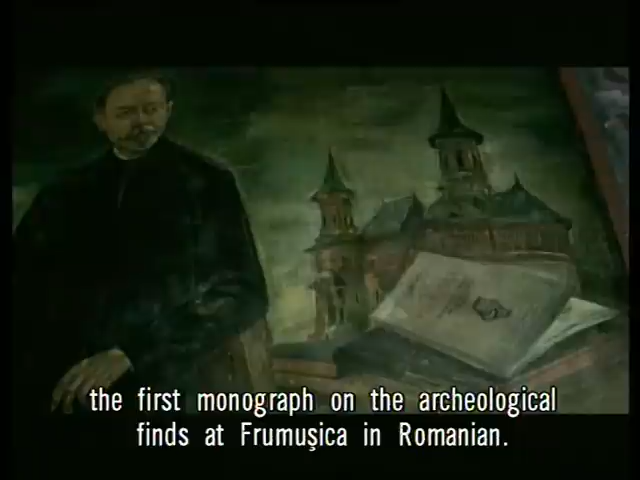 the first monograph on the archeological
finds at Frumuşica in Romanian.